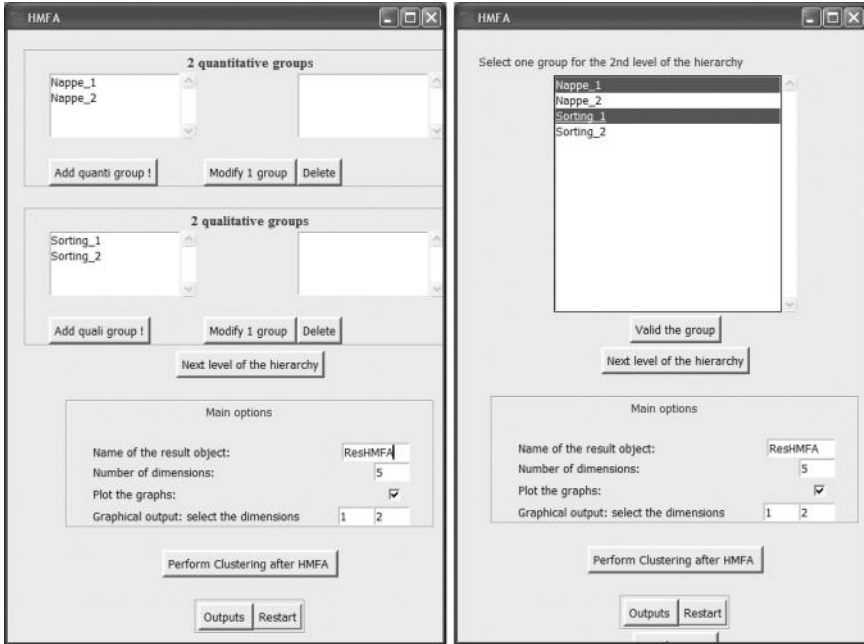 HMFA
2 quantitative groups
Nappe_1
Nappe_2
Add quanti group !
Modify 1 group
Delete
2 qualitative groups
Sorting_1
Sorting_2
Add quali group !
Modify 1 group
Delete
Next level of the hierarchy
Main options
Name of the result object: ResHMFA
Number of dimensions: 5
Plot the graphs:
Graphical output: select the dimensions 1 2
Perform Clustering after HMFA
Outputs Restart
HMFA
Select one group for the 2nd level of the hierarchy
Nappe_1
Nappe_2
Sorting_1
Sorting_2
Valid the group
Next level of the hierarchy
Main options
Name of the result object: ResHMFA
Number of dimensions: 5
Plot the graphs:
Graphical output: select the dimensions 1 2
Perform Clustering after HMFA
Outputs Restart